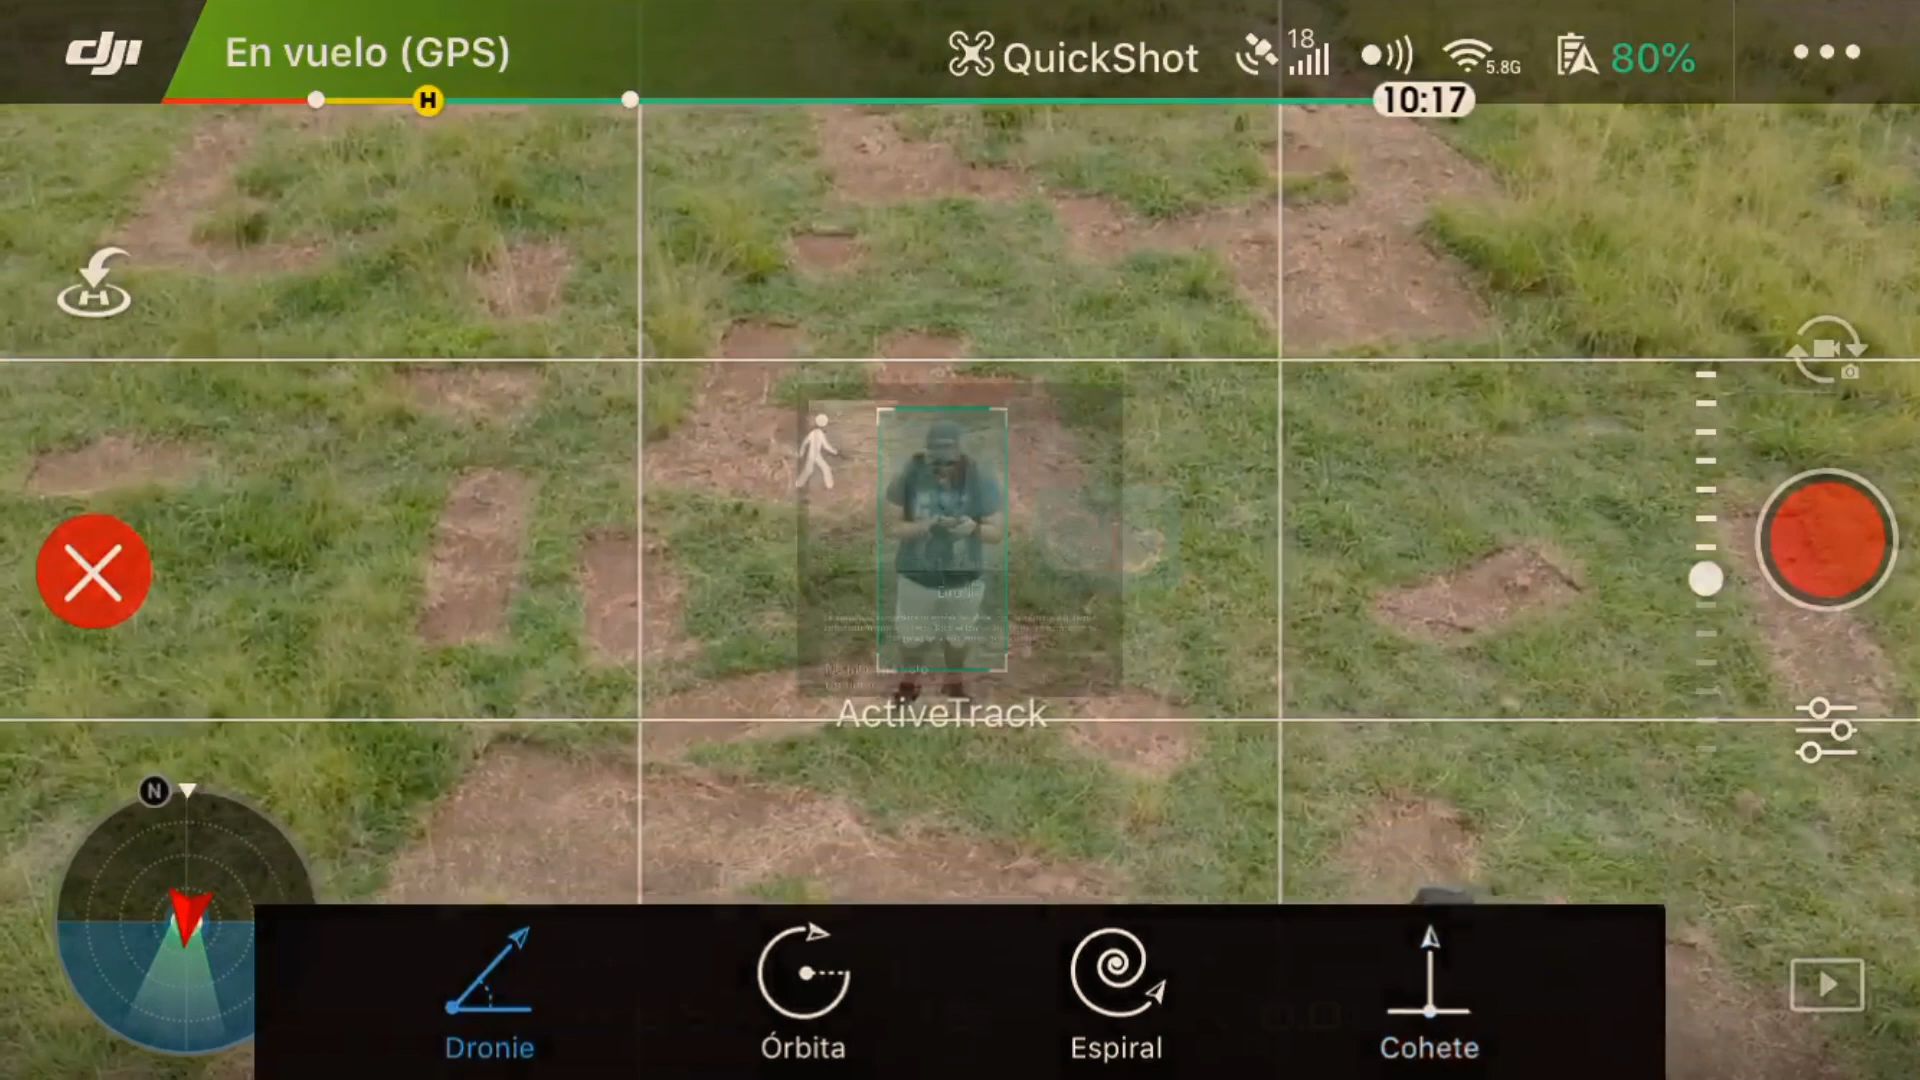 dji
En vuelo (GPS)
QuickShot
18
5.8G
80%
H
10:17
H
ActiveTrack
N
Dronie
Órbita
Espiral
Cohete